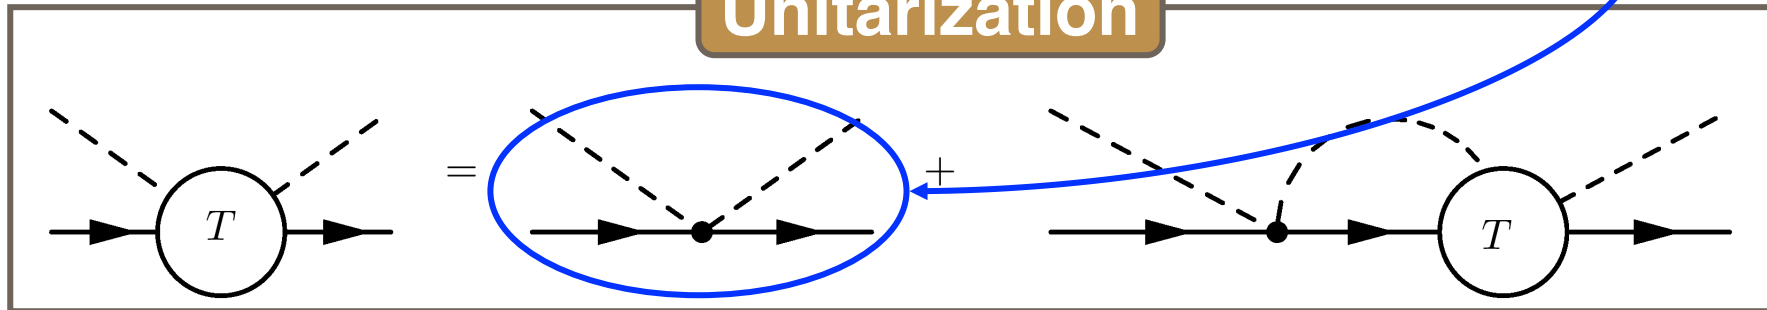 Unitarization
T = + T